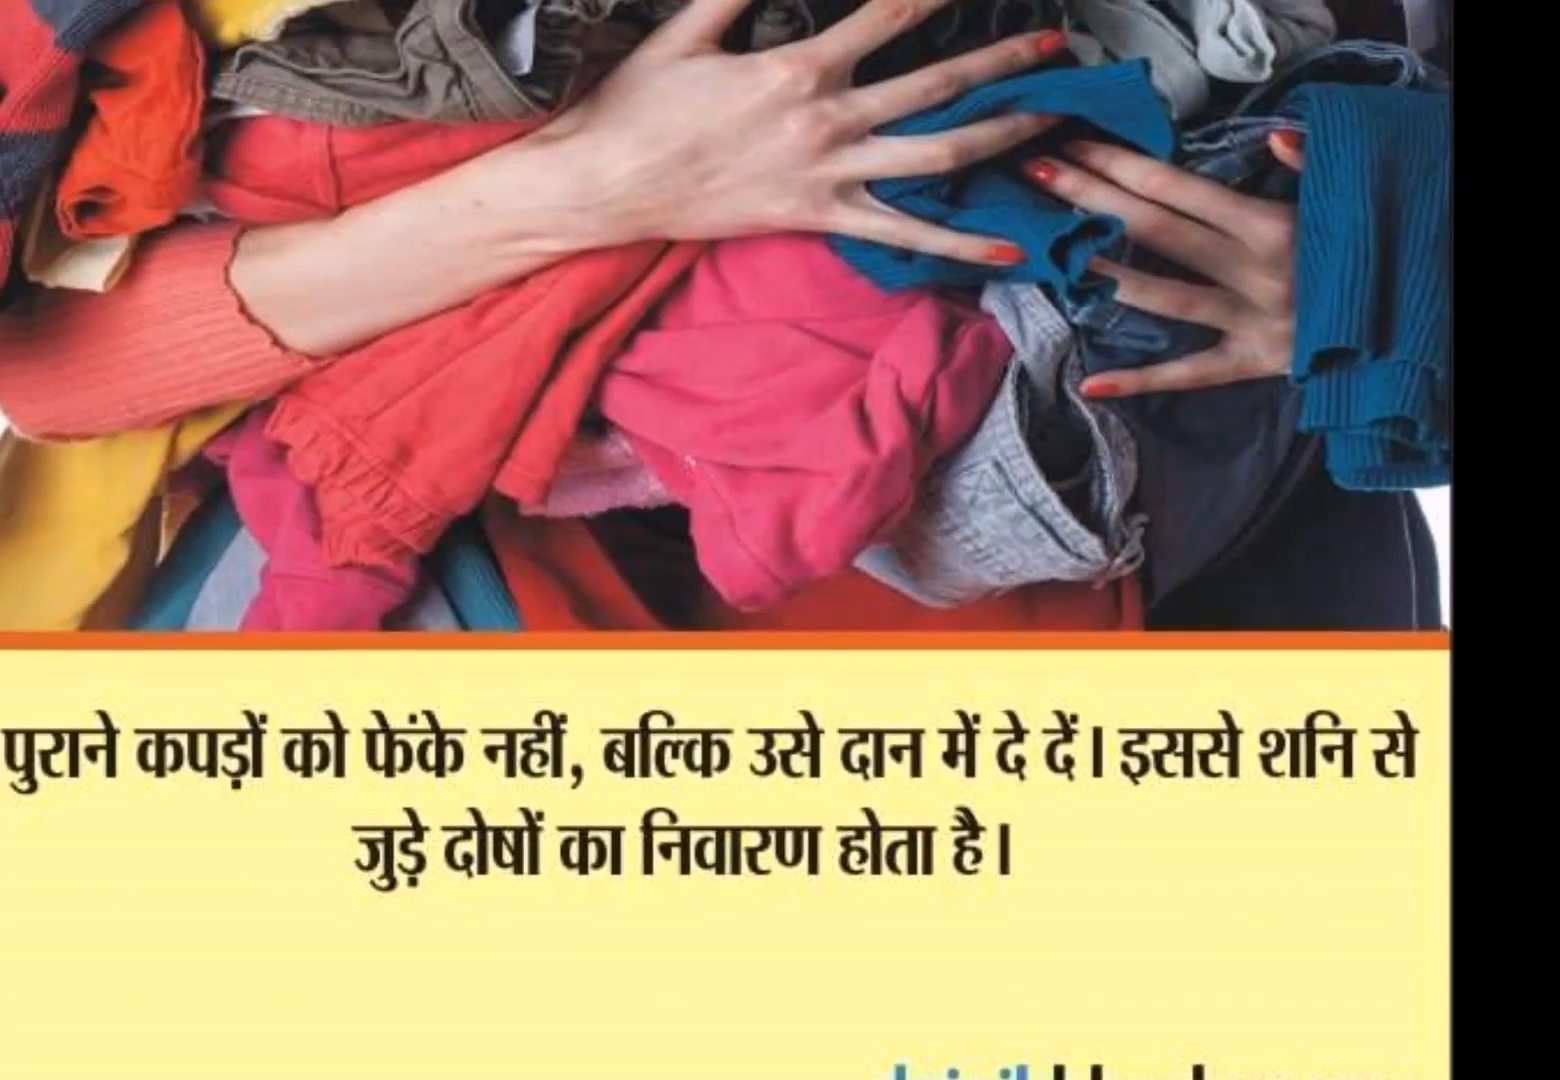 पुराने कपड़ों को फेंके नहीं, बल्कि उसे दान में दे दें। इससे शनि से
जुड़े दोषों का निवारण होता है।